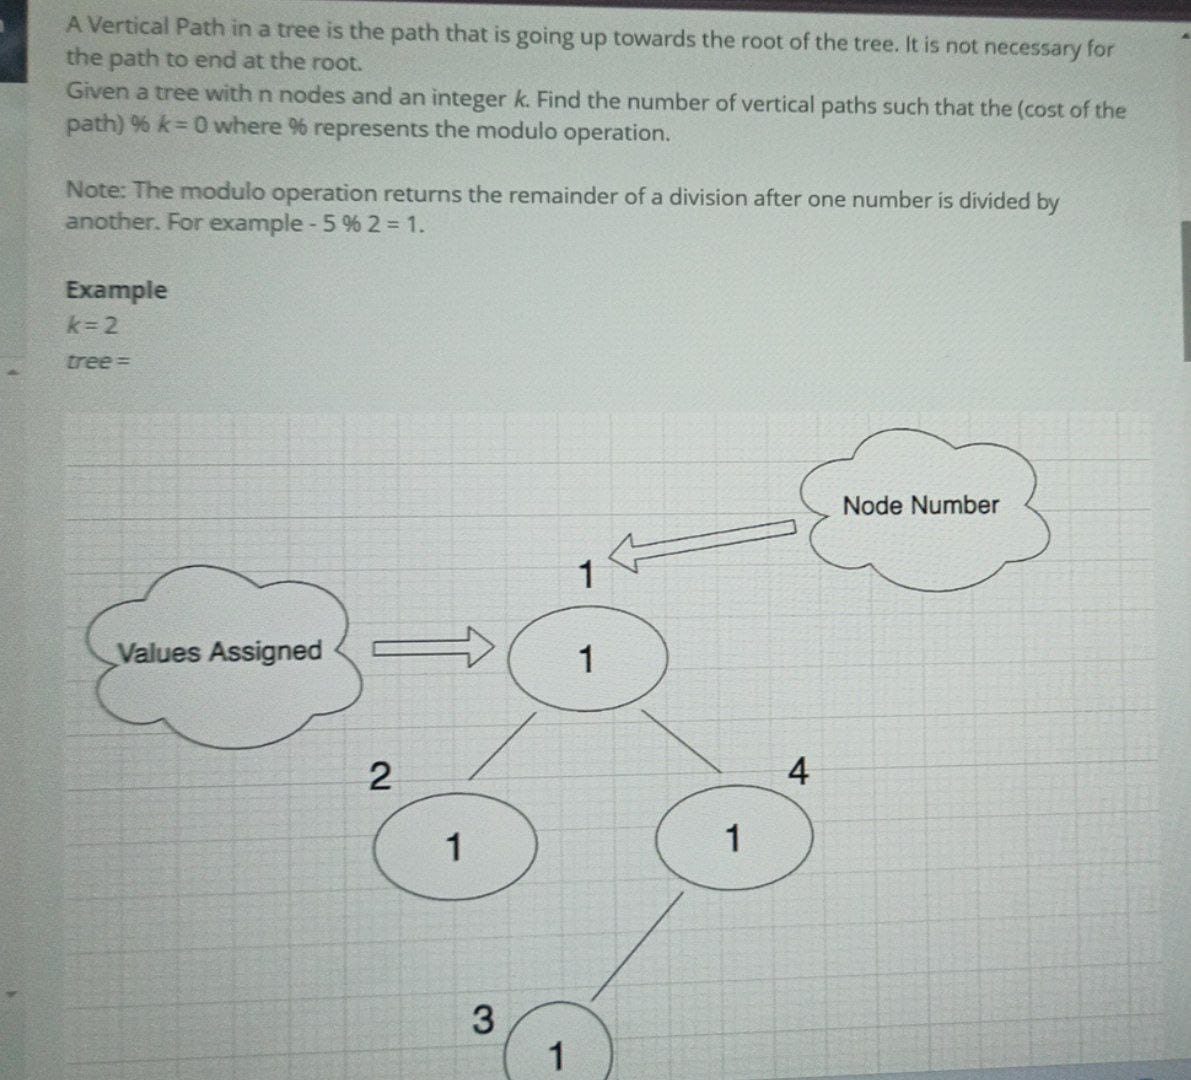 A Vertical Path in a tree is the path that is going up towards the root of the tree. It is not necessary for
the path to end at the root.
Given a tree with n nodes and an integer k. Find the number of vertical paths such that the (cost of the
path) % k = 0 where % represents the modulo operation.
Note: The modulo operation returns the remainder of a division after one number is divided by
another. For example - 5 % 2 = 1.
Example
k = 2
tree =
Node Number
1
Values Assigned
1
2
4
1
1
3
1